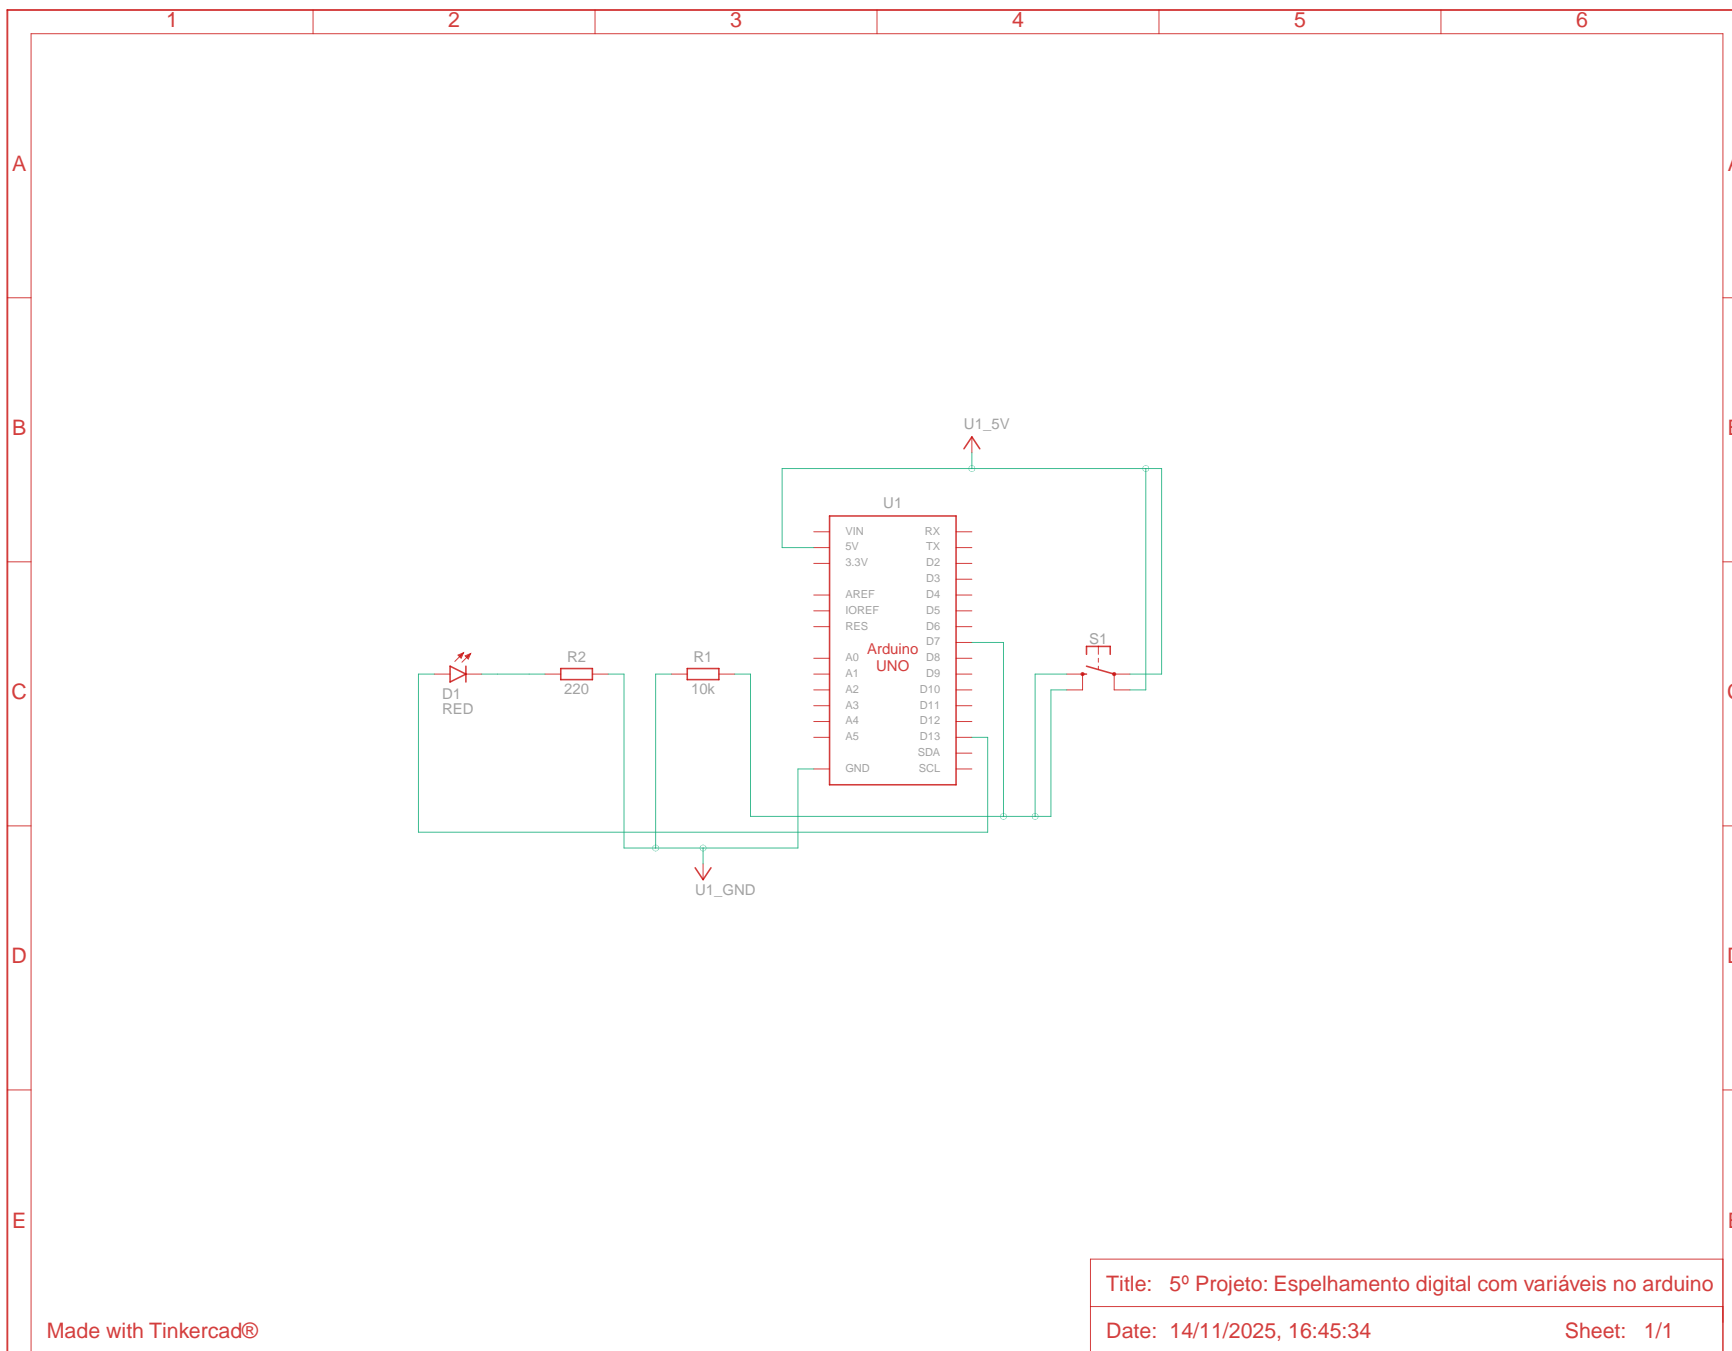 1 2 3 4 5 6
A
B
C
D
E
U1_5V
U1
VIN RX
5V TX
3.3V D2
D3
AREF D4
IOREF D5
RES D6
D7
Arduino
UNO
A0 D8
A1 D9
A2 D10
A3 D11
A4 D12
A5 D13
SDA
GND SCL
S1
R2
220
R1
10k
D1
RED
U1_GND
Title: 5º Projeto: Espelhamento digital com variáveis no arduino
Made with Tinkercad®
Date: 14/11/2025, 16:45:34 Sheet: 1/1